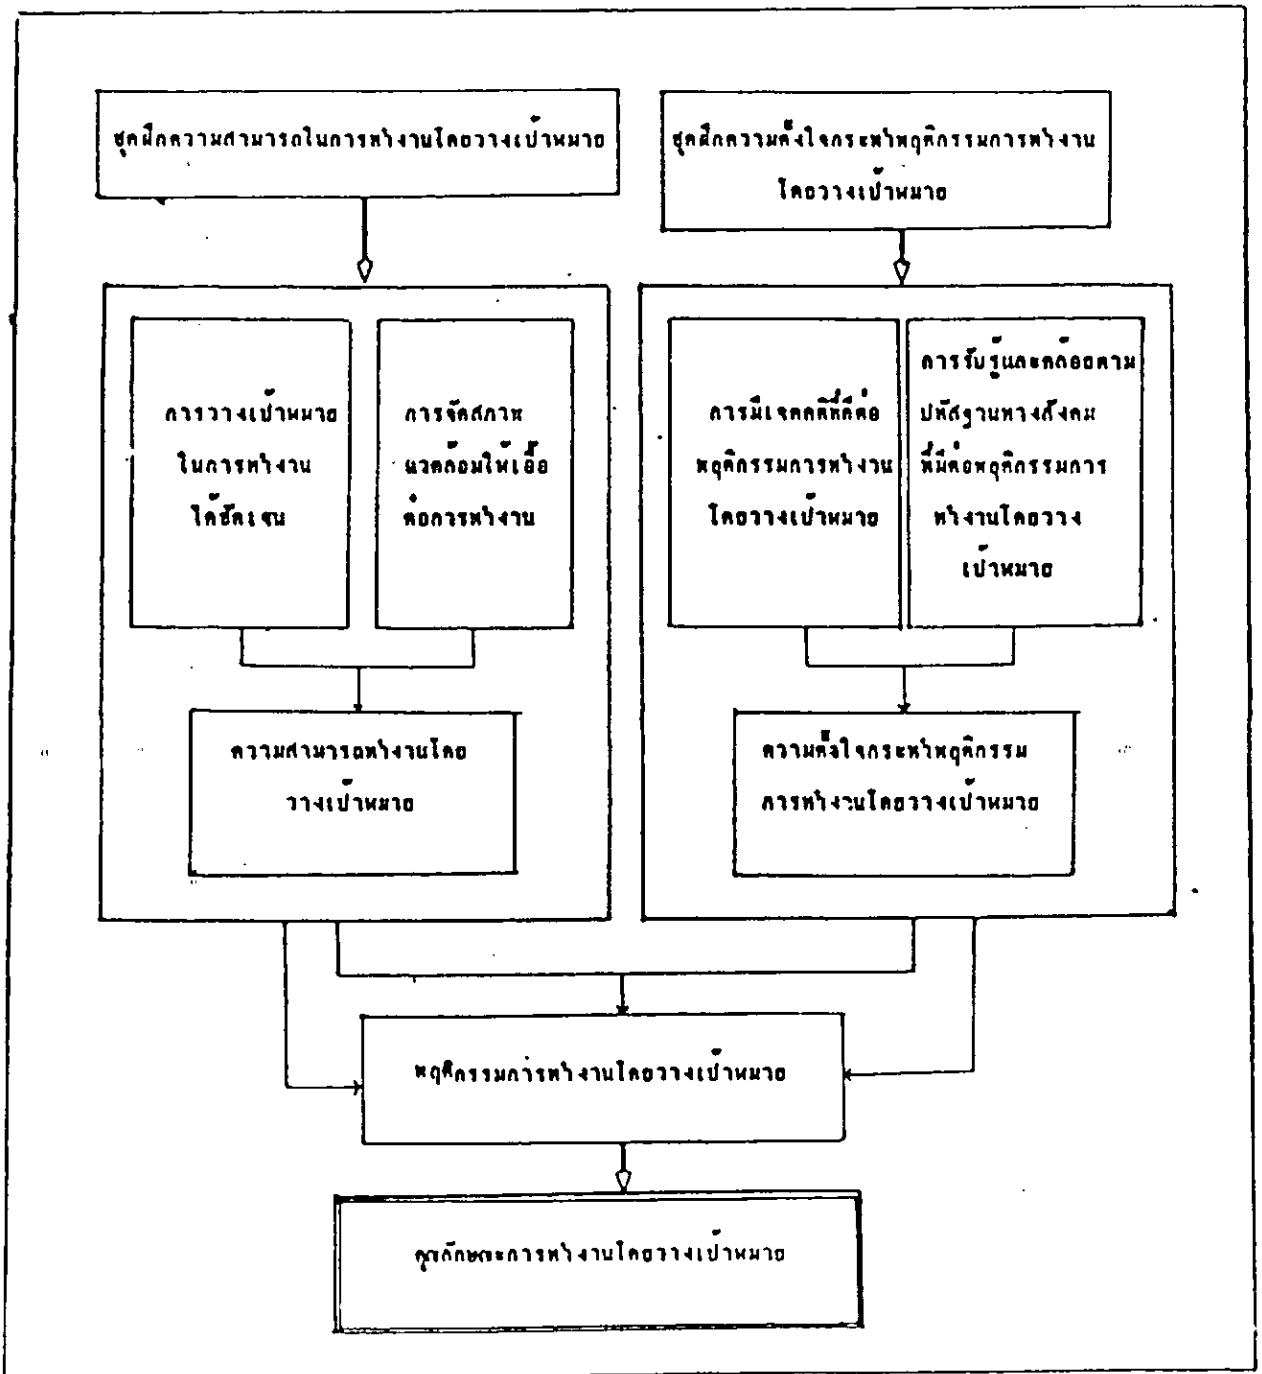 ชุดฝึกความสามารถในการทำงานโดยวางเป้าหมาย
ชุดฝึกความตั้งใจกระทำพฤติกรรมการทำงาน
โดยวางเป้าหมาย
การวางเป้าหมาย
ในการทำงาน
ได้ชัดเจน
การจัดสภาพ
แวดล้อมให้เอื้อ
ต่อการทำงาน
การมีเจตคติที่ดีต่อ
พฤติกรรมการทำงาน
โดยวางเป้าหมาย
การรับรู้และคล้อยตาม
ปทัสฐานทางสังคม
ที่มีต่อพฤติกรรมการ
ทำงานโดยวาง
เป้าหมาย
ความสามารถทำงานโดย
วางเป้าหมาย
ความตั้งใจกระทำพฤติกรรม
การทำงานโดยวางเป้าหมาย
พฤติกรรมการทำงานโดยวางเป้าหมาย
คุณลักษณะการทำงานโดยวางเป้าหมาย